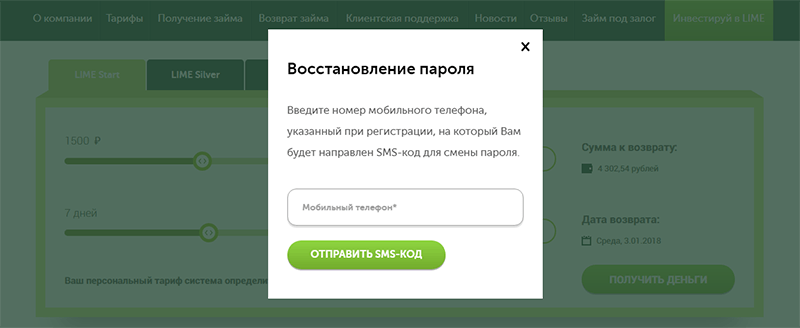 О компании Тарифы Получение займа Возврат займа Клиентская поддержка Новости Отзывы Займ под залог Инвестируй в LIME
LIME Start LIME Silver
Восстановление пароля
Введите номер мобильного телефона,
указанный при регистрации, на который Вам
будет направлен SMS-код для смены пароля.
Мобильный телефон*
ОТПРАВИТЬ SMS-КОД
1500 ₽
7 дней
Ваш персональный тариф система определи
Сумма к возврату:
4 302,54 рублей
Дата возврата:
Среда, 3.01.2018
ПОЛУЧИТЬ ДЕНЬГИ